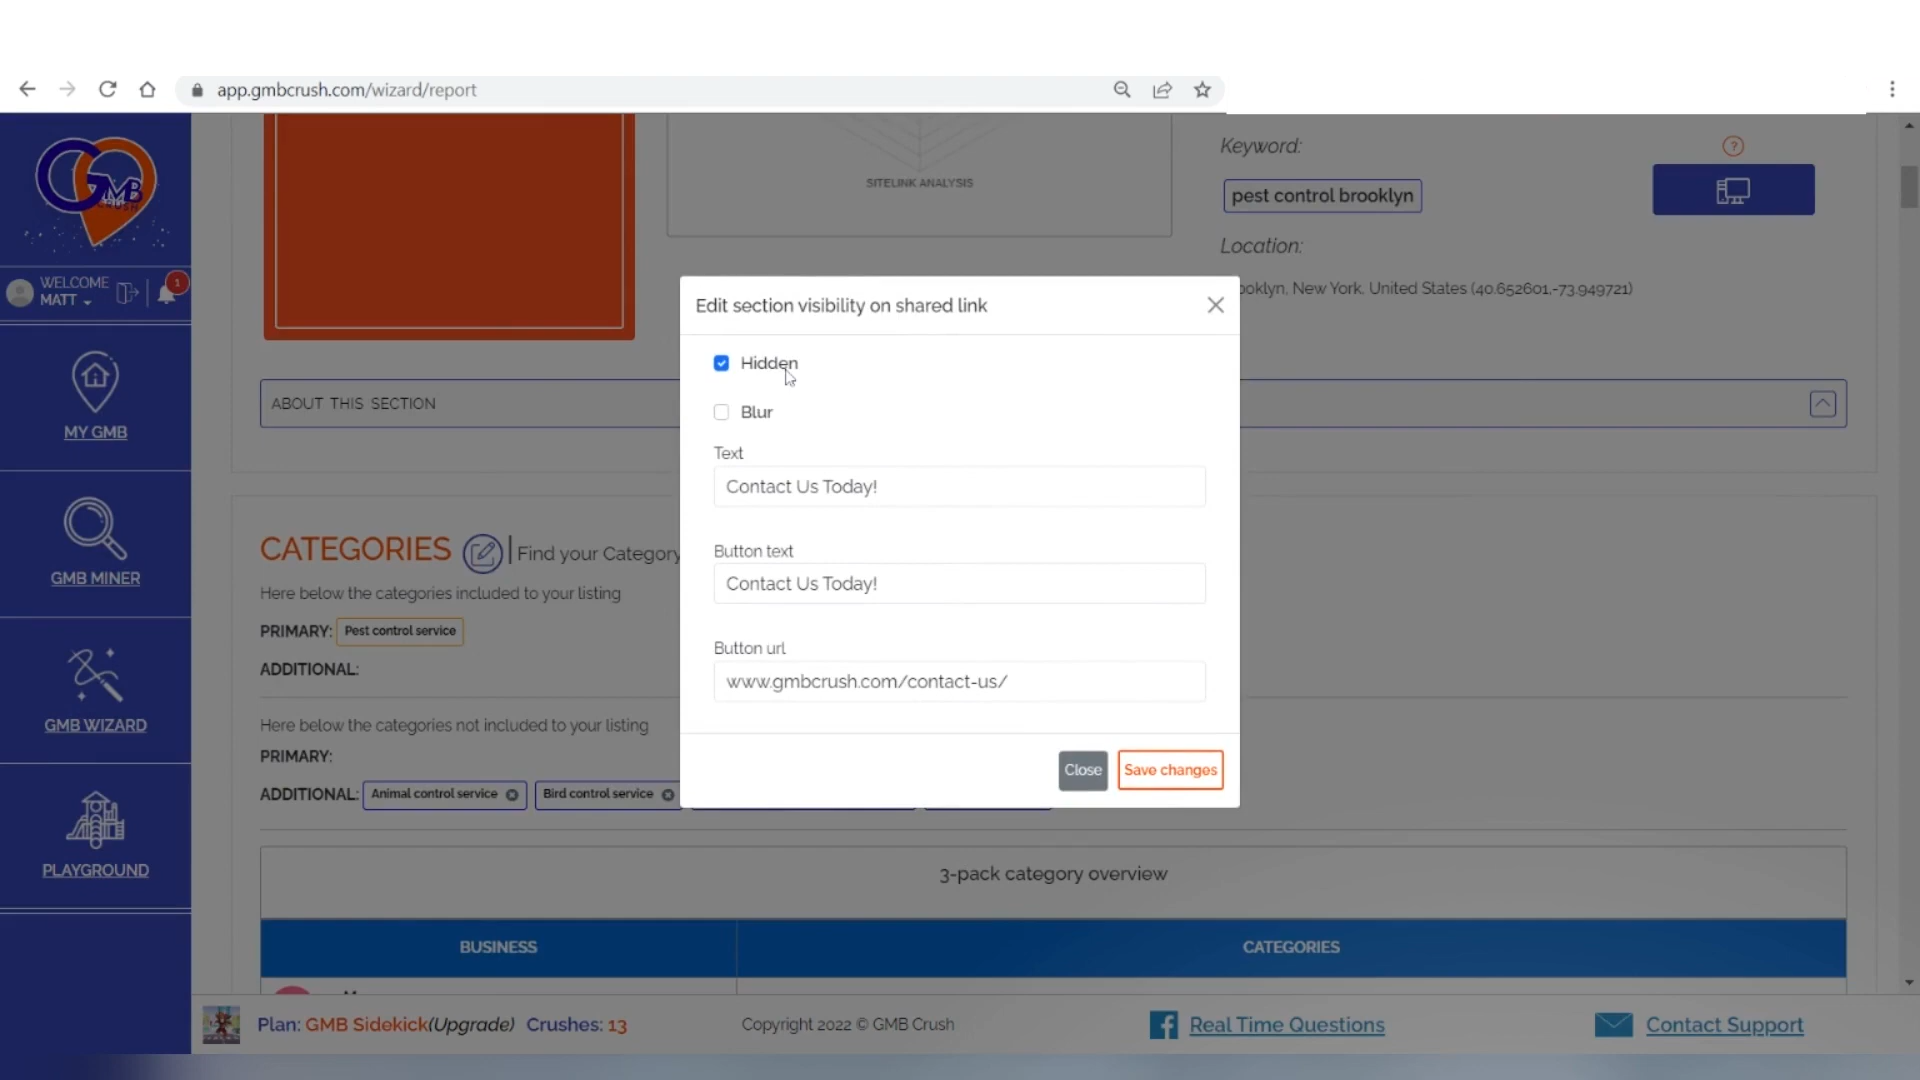 app.gmbcrush.com/wizard/report
GMB
CRUSH
WELCOME
MATT
1
MY GMB
GMB MINER
GMB WIZARD
PLAYGROUND
SITELINK ANALYSIS
Keyword:
?
pest control brooklyn
Location:
ooklyn, New York, United States (40.652601,-73.949721)
ABOUT THIS SECTION
Edit section visibility on shared link
Hidden
Blur
Text
Contact Us Today!
Button text
Contact Us Today!
Button url
www.gmbcrush.com/contact-us/
Close Save changes
CATEGORIES | Find your Category
Here below the categories included to your listing
PRIMARY: Pest control service
ADDITIONAL:
Here below the categories not included to your listing
PRIMARY:
ADDITIONAL: Animal control service Bird control service
3-pack category overview
BUSINESS CATEGORIES
Plan: GMB Sidekick(Upgrade) Crushes: 13 Copyright 2022 © GMB Crush Real Time Questions Contact Support